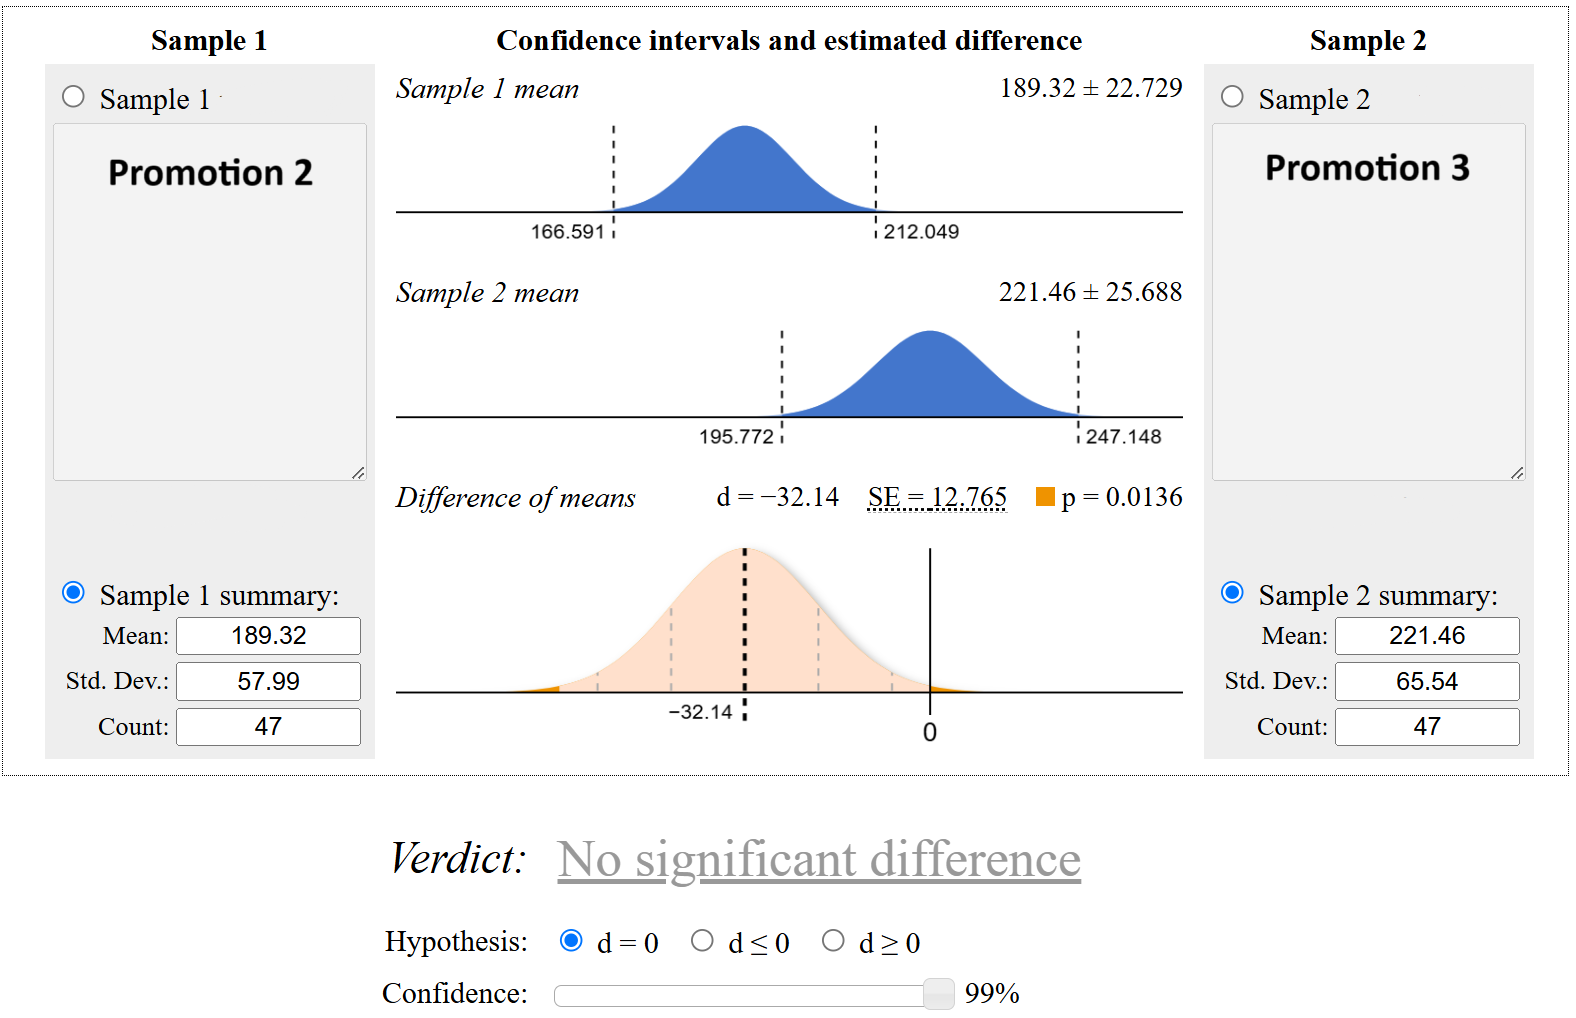 Sample 1
Confidence intervals and estimated difference
Sample 2
Sample 1
Promotion 2
Sample 1 summary:
Mean: 189.32
Std. Dev.: 57.99
Count: 47
Sample 1 mean 189.32 ± 22.729
166.591 212.049
Sample 2 mean 221.46 ± 25.688
195.772 247.148
Difference of means d = −32.14 SE = 12.765 p = 0.0136
−32.14
0
Sample 2
Promotion 3
Sample 2 summary:
Mean: 221.46
Std. Dev.: 65.54
Count: 47
Verdict: No significant difference
Hypothesis: d = 0 d ≤ 0 d ≥ 0
Confidence: 99%